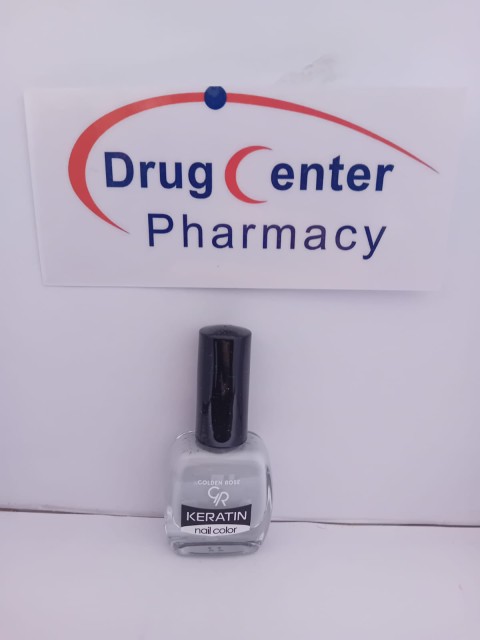 Drug Center
Pharmacy
GOLDEN ROSE
GR
KERATIN
nail color